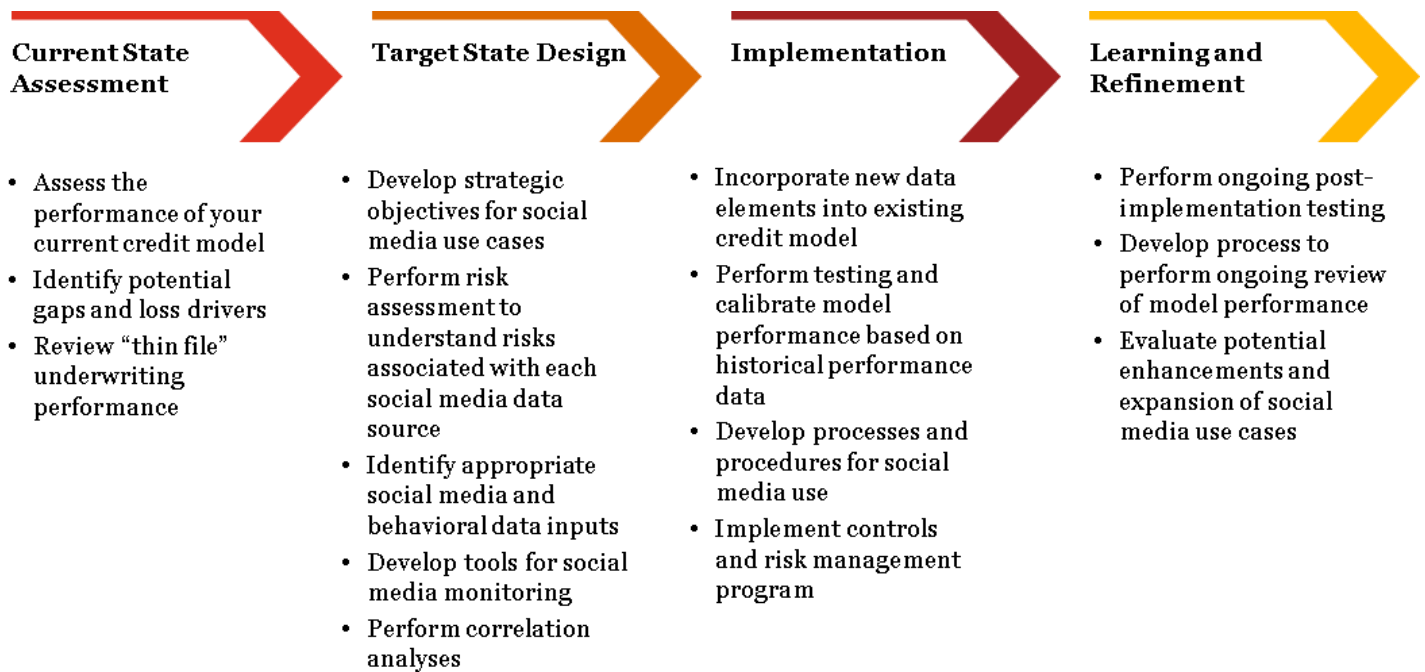 Current State
Assessment
• Assess the
performance of your
current credit model
• Identify potential
gaps and loss drivers
• Review “thin file”
underwriting
performance
Target State Design
• Develop strategic
objectives for social
media use cases
• Perform risk
assessment to
understand risks
associated with each
social media data
source
• Identify appropriate
social media and
behavioral data inputs
• Develop tools for social
media monitoring
• Perform correlation
analyses
Implementation
• Incorporate new data
elements into existing
credit model
• Perform testing and
calibrate model
performance based on
historical performance
data
• Develop processes and
procedures for social
media use
• Implement controls
and risk management
program
Learning and
Refinement
• Perform ongoing post-
implementation testing
• Develop process to
perform ongoing review
of model performance
• Evaluate potential
enhancements and
expansion of social
media use cases